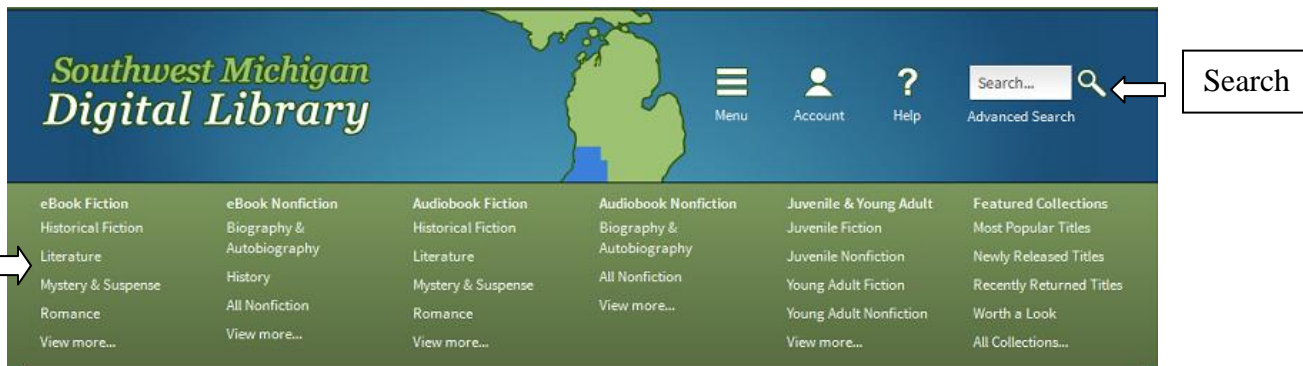 Southwest Michigan
Digital Library
Menu
Account
Help
Search...
Advanced Search
Search
eBook Fiction
Historical Fiction
Literature
Mystery & Suspense
Romance
View more...
eBook Nonfiction
Biography &
Autobiography
History
All Nonfiction
View more...
Audiobook Fiction
Historical Fiction
Literature
Mystery & Suspense
Romance
View more...
Audiobook Nonfiction
Biography &
Autobiography
All Nonfiction
View more...
Juvenile & Young Adult
Juvenile Fiction
Juvenile Nonfiction
Young Adult Fiction
Young Adult Nonfiction
View more...
Featured Collections
Most Popular Titles
Newly Released Titles
Recently Returned Titles
Worth a Look
All Collections...